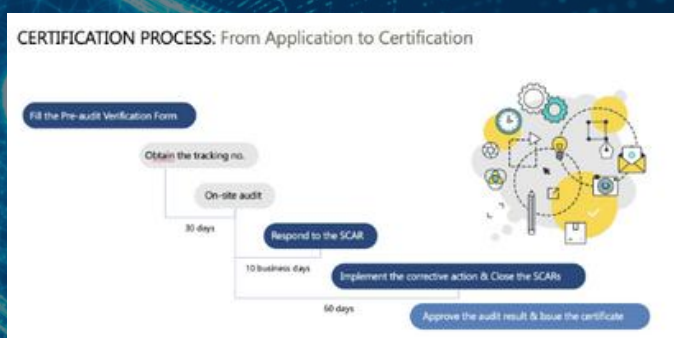 CERTIFICATION PROCESS: From Application to Certification
Fill the Pre-audit Verification Form
Obtain the tracking no.
On-site audit
30 days
Respond to the SCAR
10 business days
Implement the corrective action & Close the SCARs
60 days
Approve the audit result & Issue the certificate